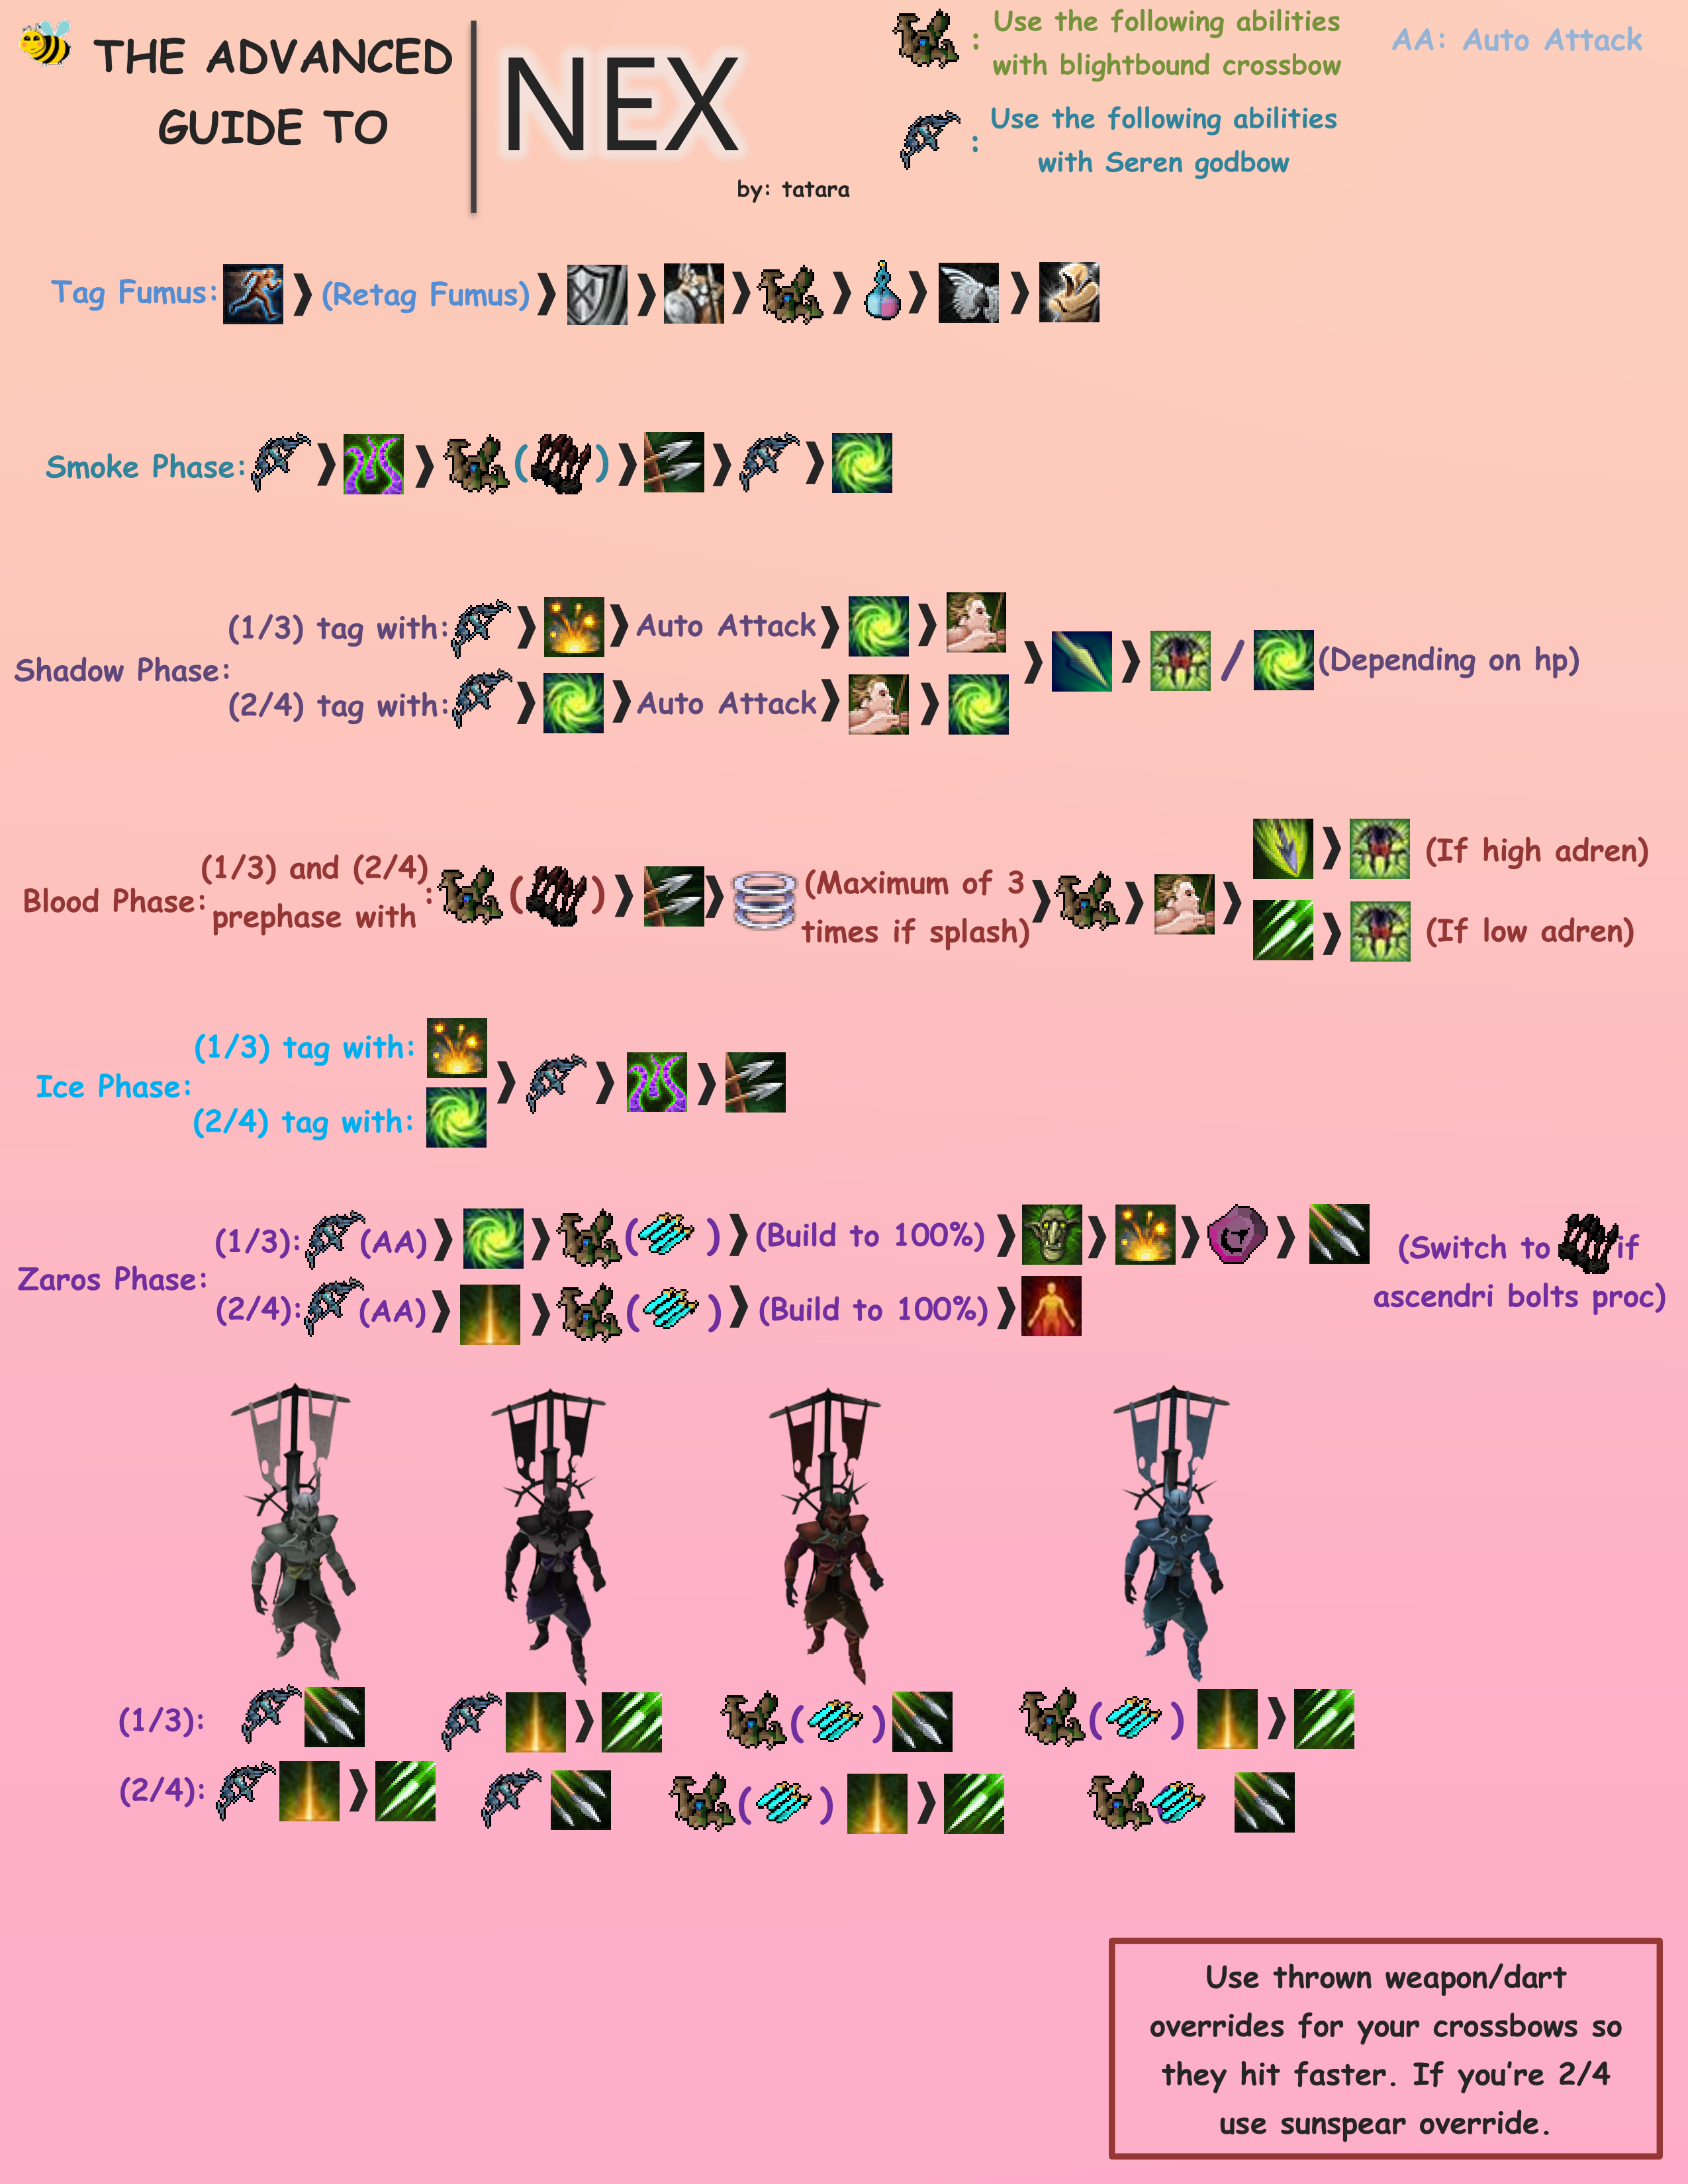 THE ADVANCED
GUIDE TO
NEX
by: tatara
: Use the following abilities
with blightbound crossbow
: Use the following abilities
with Seren godbow
AA: Auto Attack
Tag Fumus: (Retag Fumus)
Smoke Phase: ( )
Shadow Phase:
(1/3) tag with: Auto Attack
(2/4) tag with: Auto Attack
/ (Depending on hp)
Blood Phase:
(1/3) and (2/4)
prephase with : ( )
(Maximum of 3
times if splash)
(If high adren)
(If low adren)
Ice Phase:
(1/3) tag with:
(2/4) tag with:
Zaros Phase:
(1/3): (AA) ( ) (Build to 100%)
(2/4): (AA) ( ) (Build to 100%)
(Switch to if
ascendri bolts proc)
(1/3): ( ) ( )
(2/4): ( ) (
Use thrown weapon/dart
overrides for your crossbows so
they hit faster. If you're 2/4
use sunspear override.